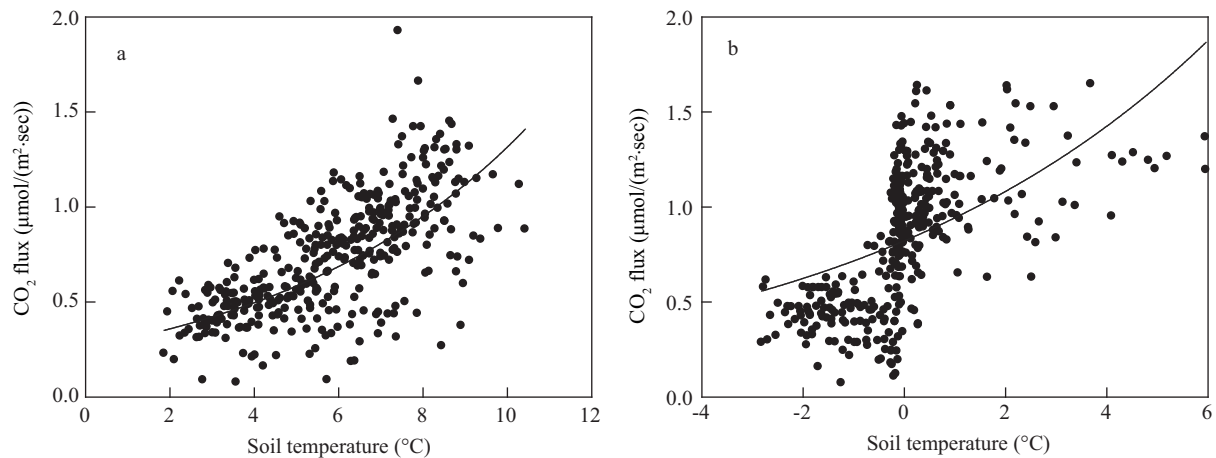 a
2.0
1.5
1.0
0.5
0.0
CO₂ flux (μmol/(m²·sec))
0 2 4 6 8 10 12
Soil temperature (°C)
b
2.0
1.5
1.0
0.5
0.0
CO₂ flux (μmol/(m²·sec))
-4 -2 0 2 4 6
Soil temperature (°C)